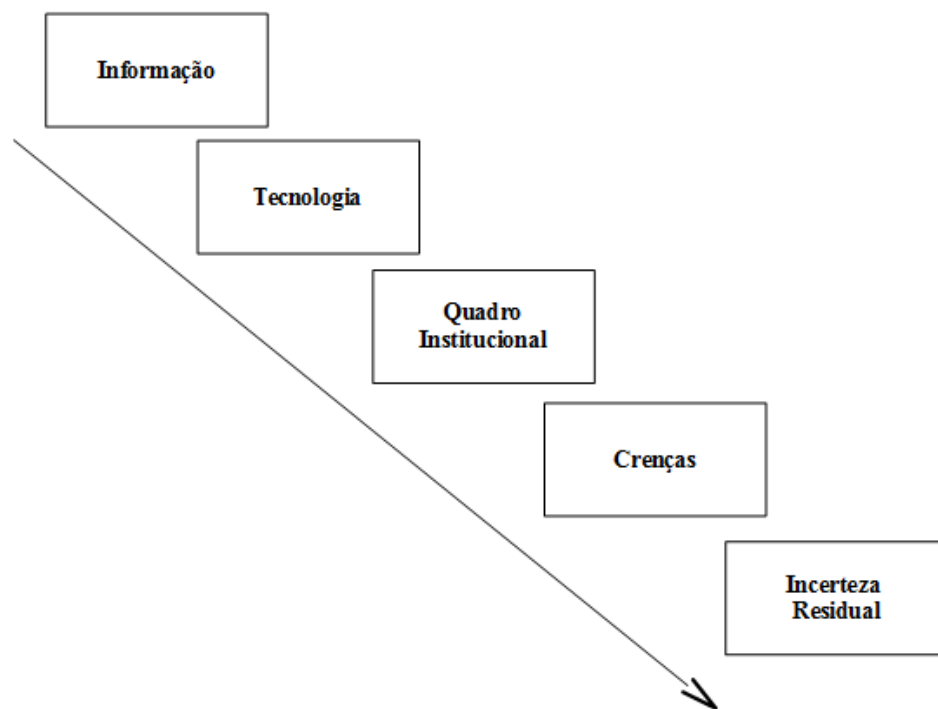 Informação
Tecnologia
Quadro
Institucional
Crenças
Incerteza
Residual